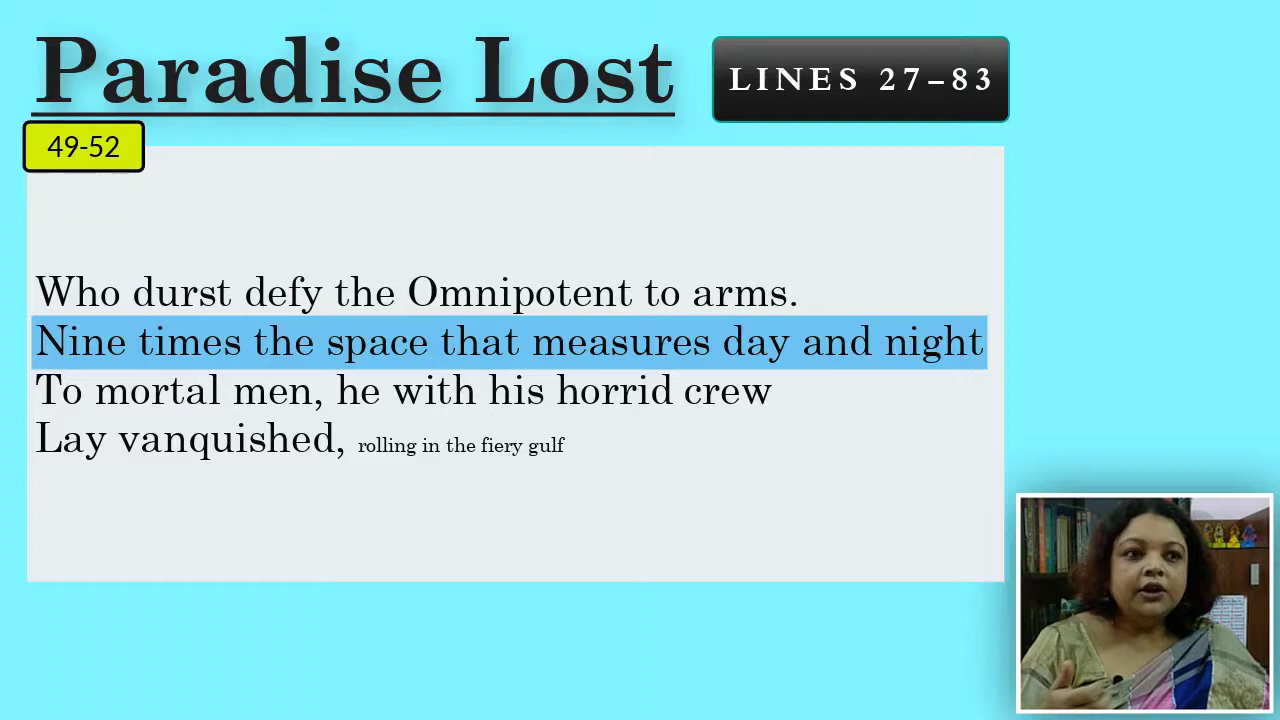 Paradise Lost
LINES 27–83
49-52
Who durst defy the Omnipotent to arms.
Nine times the space that measures day and night
To mortal men, he with his horrid crew
Lay vanquished, rolling in the fiery gulf